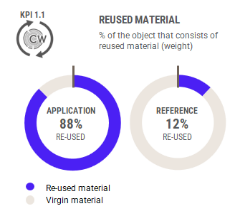 KPI 1.1
CW
REUSED MATERIAL
% of the object that consists of
reused material (weight)
APPLICATION
88%
RE-USED
REFERENCE
12%
RE-USED
Re-used material
Virgin material